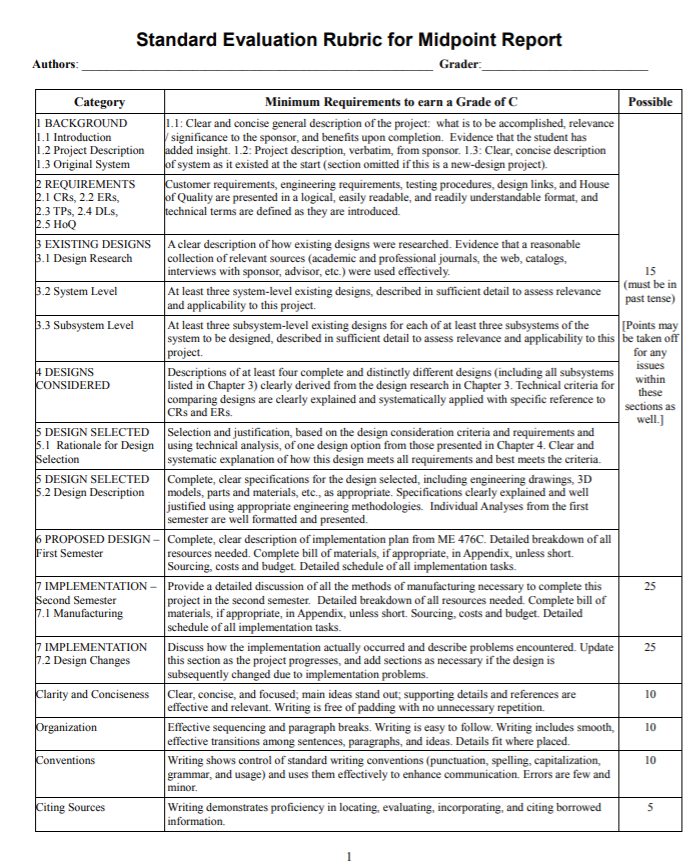 Standard Evaluation Rubric for Midpoint Report
Authors: ______________________ Grader: ______________________
Category Minimum Requirements to earn a Grade of C Possible
1 BACKGROUND
1.1 Introduction
1.2 Project Description
1.3 Original System
1.1: Clear and concise general description of the project: what is to be accomplished, relevance
/ significance to the sponsor, and benefits upon completion. Evidence that the student has
added insight. 1.2: Project description, verbatim, from sponsor. 1.3: Clear, concise description
of system as it existed at the start (section omitted if this is a new-design project).
2 REQUIREMENTS
2.1 CRs, 2.2 ERs,
2.3 TPs, 2.4 DLs,
2.5 HoQ
Customer requirements, engineering requirements, testing procedures, design links, and House
of Quality are presented in a logical, easily readable, and readily understandable format, and
technical terms are defined as they are introduced.
3 EXISTING DESIGNS
3.1 Design Research
A clear description of how existing designs were researched. Evidence that a reasonable
collection of relevant sources (academic and professional journals, the web, catalogs,
interviews with sponsor, advisor, etc.) were used effectively.
3.2 System Level
At least three system-level existing designs, described in sufficient detail to assess relevance
and applicability to this project.
3.3 Subsystem Level
At least three subsystem-level existing designs for each of at least three subsystems of the
system to be designed, described in sufficient detail to assess relevance and applicability to this
project.
4 DESIGNS
CONSIDERED
Descriptions of at least four complete and distinctly different designs (including all subsystems
listed in Chapter 3) clearly derived from the design research in Chapter 3. Technical criteria for
comparing designs are clearly explained and systematically applied with specific reference to
CRs and ERs.
5 DESIGN SELECTED
5.1 Rationale for Design
Selection
Selection and justification, based on the design consideration criteria and requirements and
using technical analysis, of one design option from those presented in Chapter 4. Clear and
systematic explanation of how this design meets all requirements and best meets the criteria.
5 DESIGN SELECTED
5.2 Design Description
Complete, clear specifications for the design selected, including engineering drawings, 3D
models, parts and materials, etc., as appropriate. Specifications clearly explained and well
justified using appropriate engineering methodologies. Individual Analyses from the first
semester are well formatted and presented.
6 PROPOSED DESIGN –
First Semester
Complete, clear description of implementation plan from ME 476C. Detailed breakdown of all
resources needed. Complete bill of materials, if appropriate, in Appendix, unless short.
Sourcing, costs and budget. Detailed schedule of all implementation tasks.
15
(must be in
past tense)
[Points may
be taken off
for any
issues
within
these
sections as
well.]
7 IMPLEMENTATION –
Second Semester
7.1 Manufacturing
Provide a detailed discussion of all the methods of manufacturing necessary to complete this
project in the second semester. Detailed breakdown of all resources needed. Complete bill of
materials, if appropriate, in Appendix, unless short. Sourcing, costs and budget. Detailed
schedule of all implementation tasks.
25
7 IMPLEMENTATION
7.2 Design Changes
Discuss how the implementation actually occurred and describe problems encountered. Update
this section as the project progresses, and add sections as necessary if the design is
subsequently changed due to implementation problems.
25
Clarity and Conciseness
Clear, concise, and focused; main ideas stand out; supporting details and references are
effective and relevant. Writing is free of padding with no unnecessary repetition.
10
Organization
Effective sequencing and paragraph breaks. Writing is easy to follow. Writing includes smooth,
effective transitions among sentences, paragraphs, and ideas. Details fit where placed.
10
Conventions
Writing shows control of standard writing conventions (punctuation, spelling, capitalization,
grammar, and usage) and uses them effectively to enhance communication. Errors are few and
minor.
10
Citing Sources
Writing demonstrates proficiency in locating, evaluating, incorporating, and citing borrowed
information.
5
1